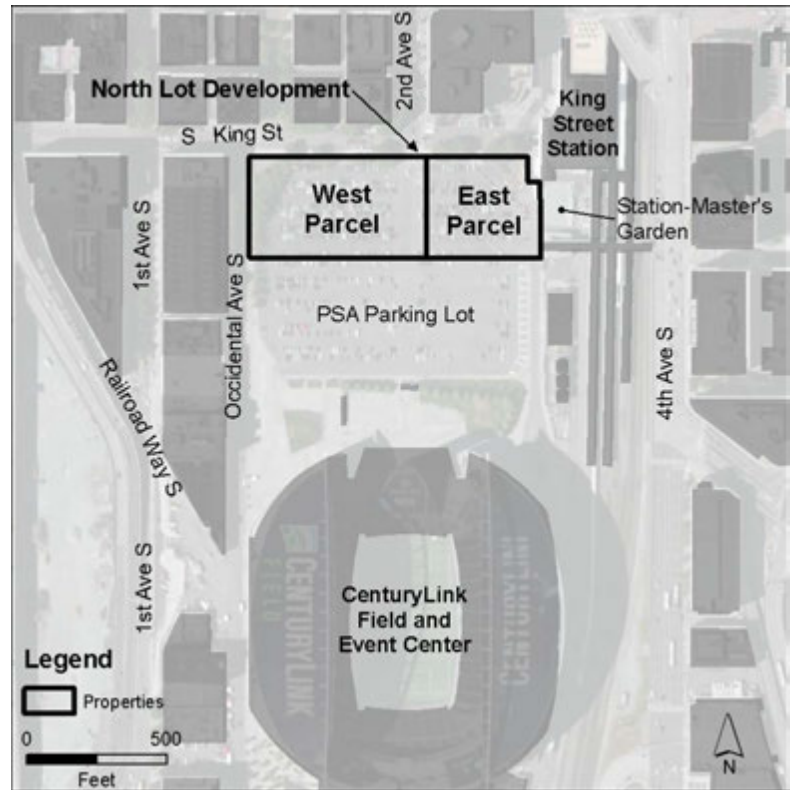 2nd Ave S
North Lot Development
King
Street
Station
S King St
West
Parcel
East
Parcel
Station-Master's
Garden
1st Ave S
Occidental Ave S
PSA Parking Lot
4th Ave S
Railroad Way S
CENTURYLINK
FIELD
CENTURYLINK
1st Ave S
CenturyLink
Field and
Event Center
Legend
Properties
0 500
Feet
N